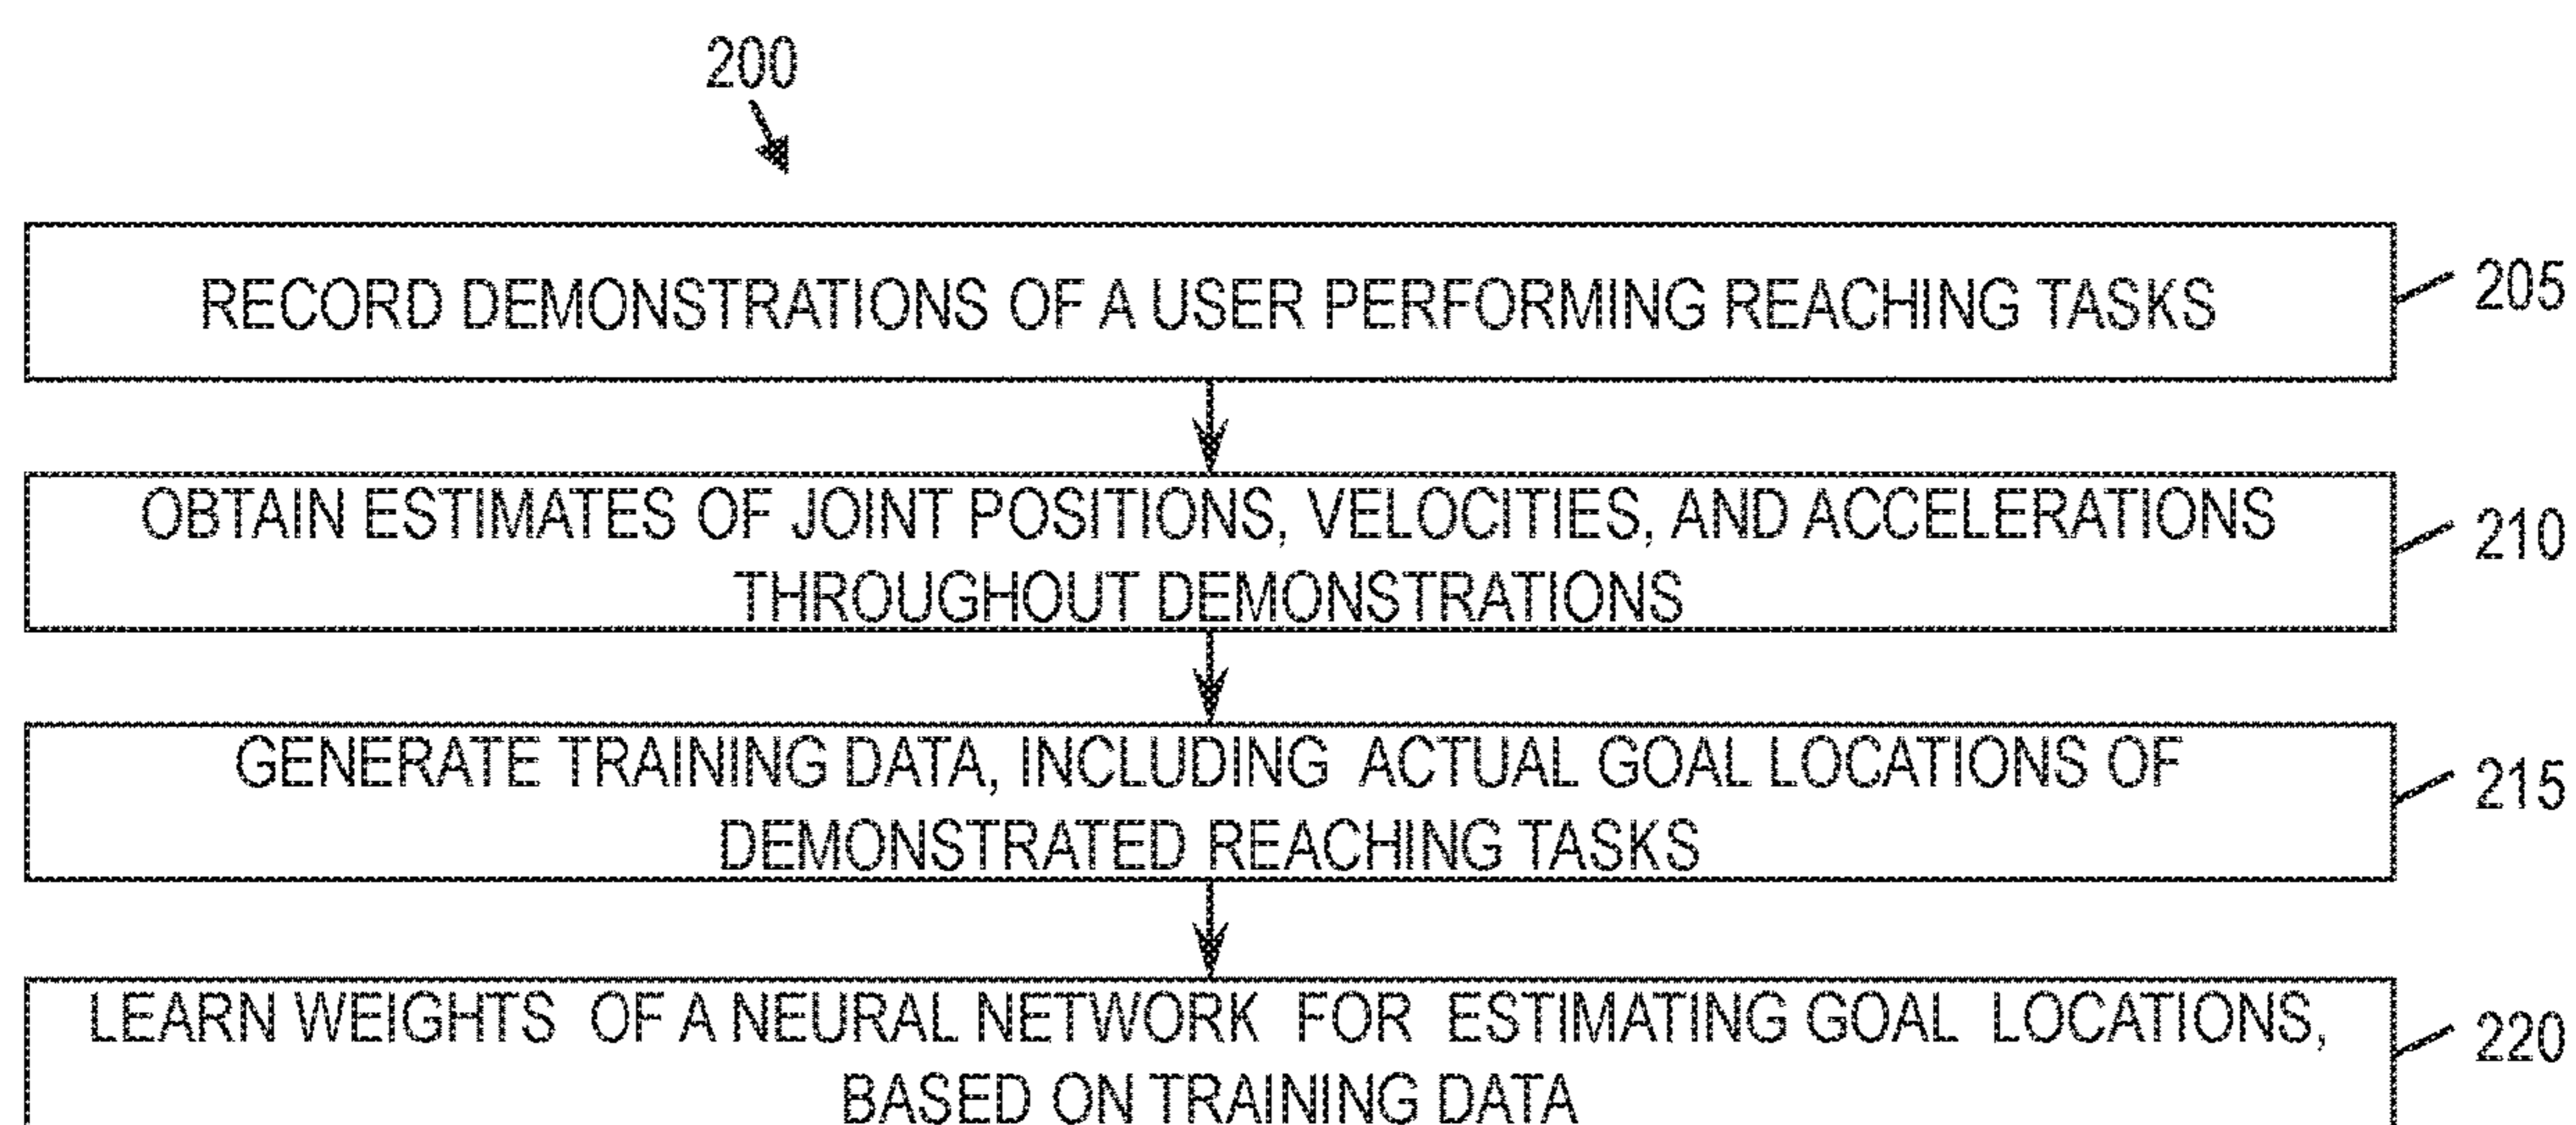 200
RECORD DEMONSTRATIONS OF A USER PERFORMING REACHING TASKS
205
OBTAIN ESTIMATES OF JOINT POSITIONS, VELOCITIES, AND ACCELERATIONS
THROUGHOUT DEMONSTRATIONS
210
GENERATE TRAINING DATA, INCLUDING ACTUAL GOAL LOCATIONS OF
DEMONSTRATED REACHING TASKS
215
LEARN WEIGHTS OF A NEURAL NETWORK FOR ESTIMATING GOAL LOCATIONS,
BASED ON TRAINING DATA
220